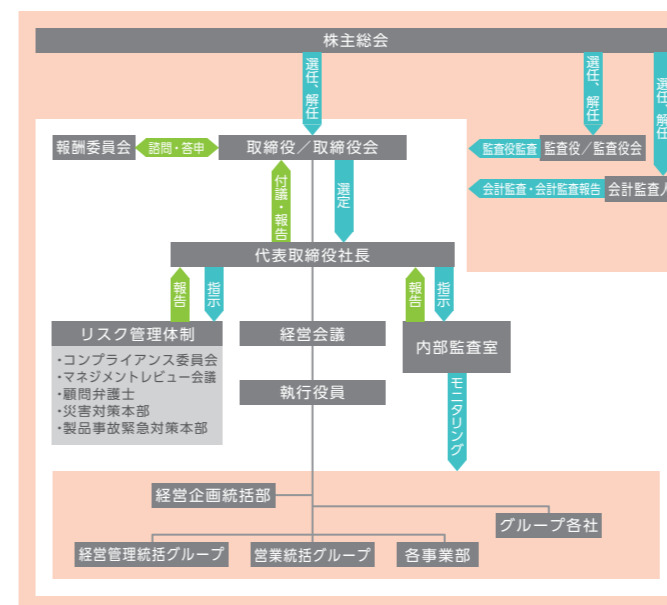 株主総会
選任、解任
選任、解任
選任、解任
報酬委員会
諮問・答申
取締役／取締役会
監査役監査
監査役／監査役会
会計監査・会計監査報告
会計監査人
付議・報告
選定
代表取締役社長
報告
指示
報告
指示
リスク管理体制
・コンプライアンス委員会
・マネジメントレビュー会議
・顧問弁護士
・災害対策本部
・製品事故緊急対策本部
経営会議
内部監査室
執行役員
モニタリング
経営企画統括部
グループ各社
経営管理統括グループ
営業統括グループ
各事業部